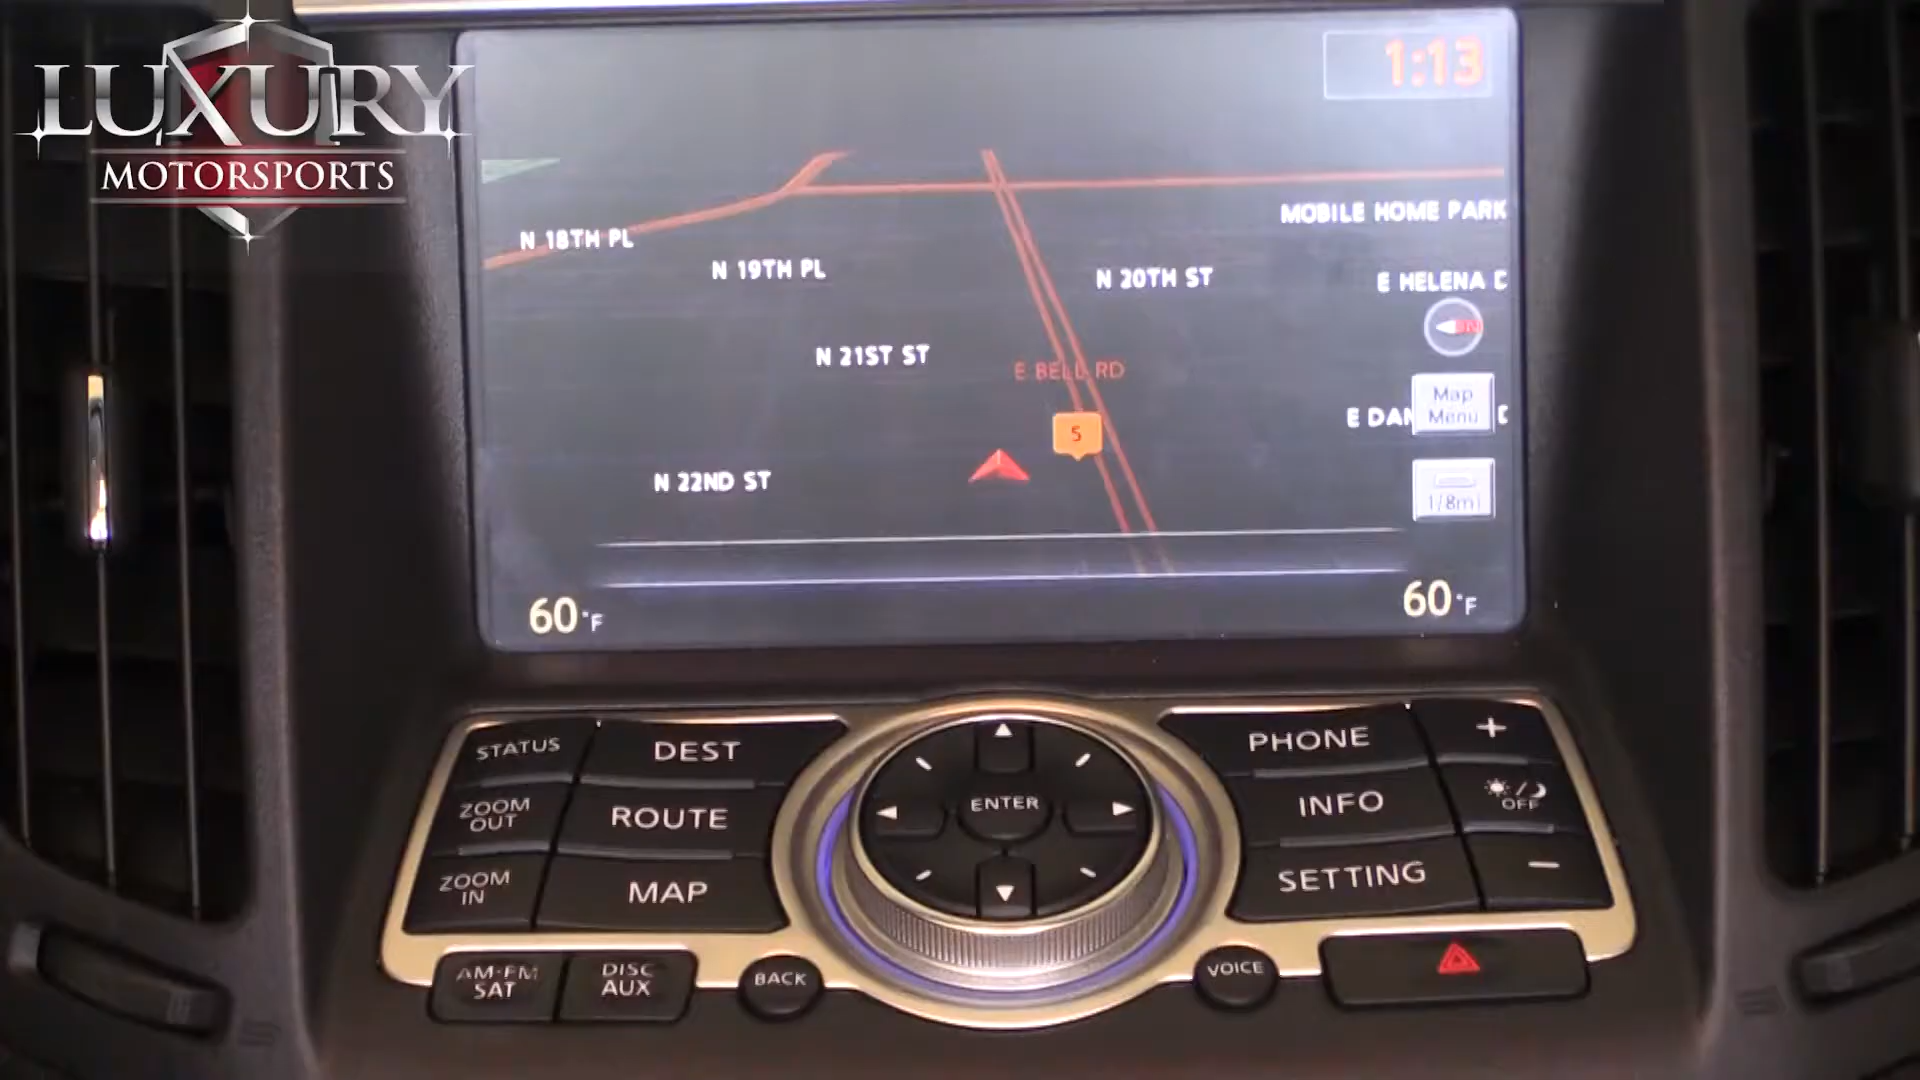 LUXURY
MOTORSPORTS
1:13
MOBILE HOME PARK
N 18TH PL
N 19TH PL
N 20TH ST
E HELENA D
N 21ST ST
E BELL RD
Map
Menu
E DAN
5
N 22ND ST
1/8mi
60°F
60°F
STATUS
DEST
ZOOM
OUT
ROUTE
ZOOM
IN
MAP
ENTER
PHONE
+
INFO
OFF
SETTING
−
AM·FM
SAT
DISC
AUX
BACK
VOICE